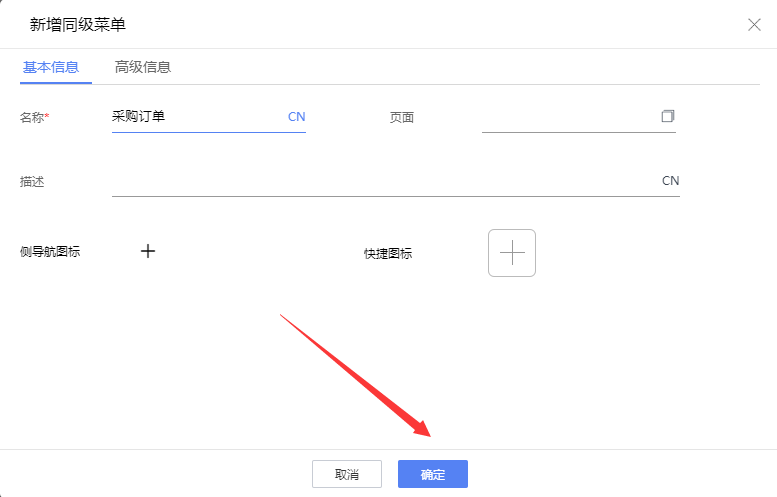 新增同级菜单
基本信息 高级信息
名称* 采购订单 CN 页面
描述 CN
侧导航图标 快捷图标
取消 确定